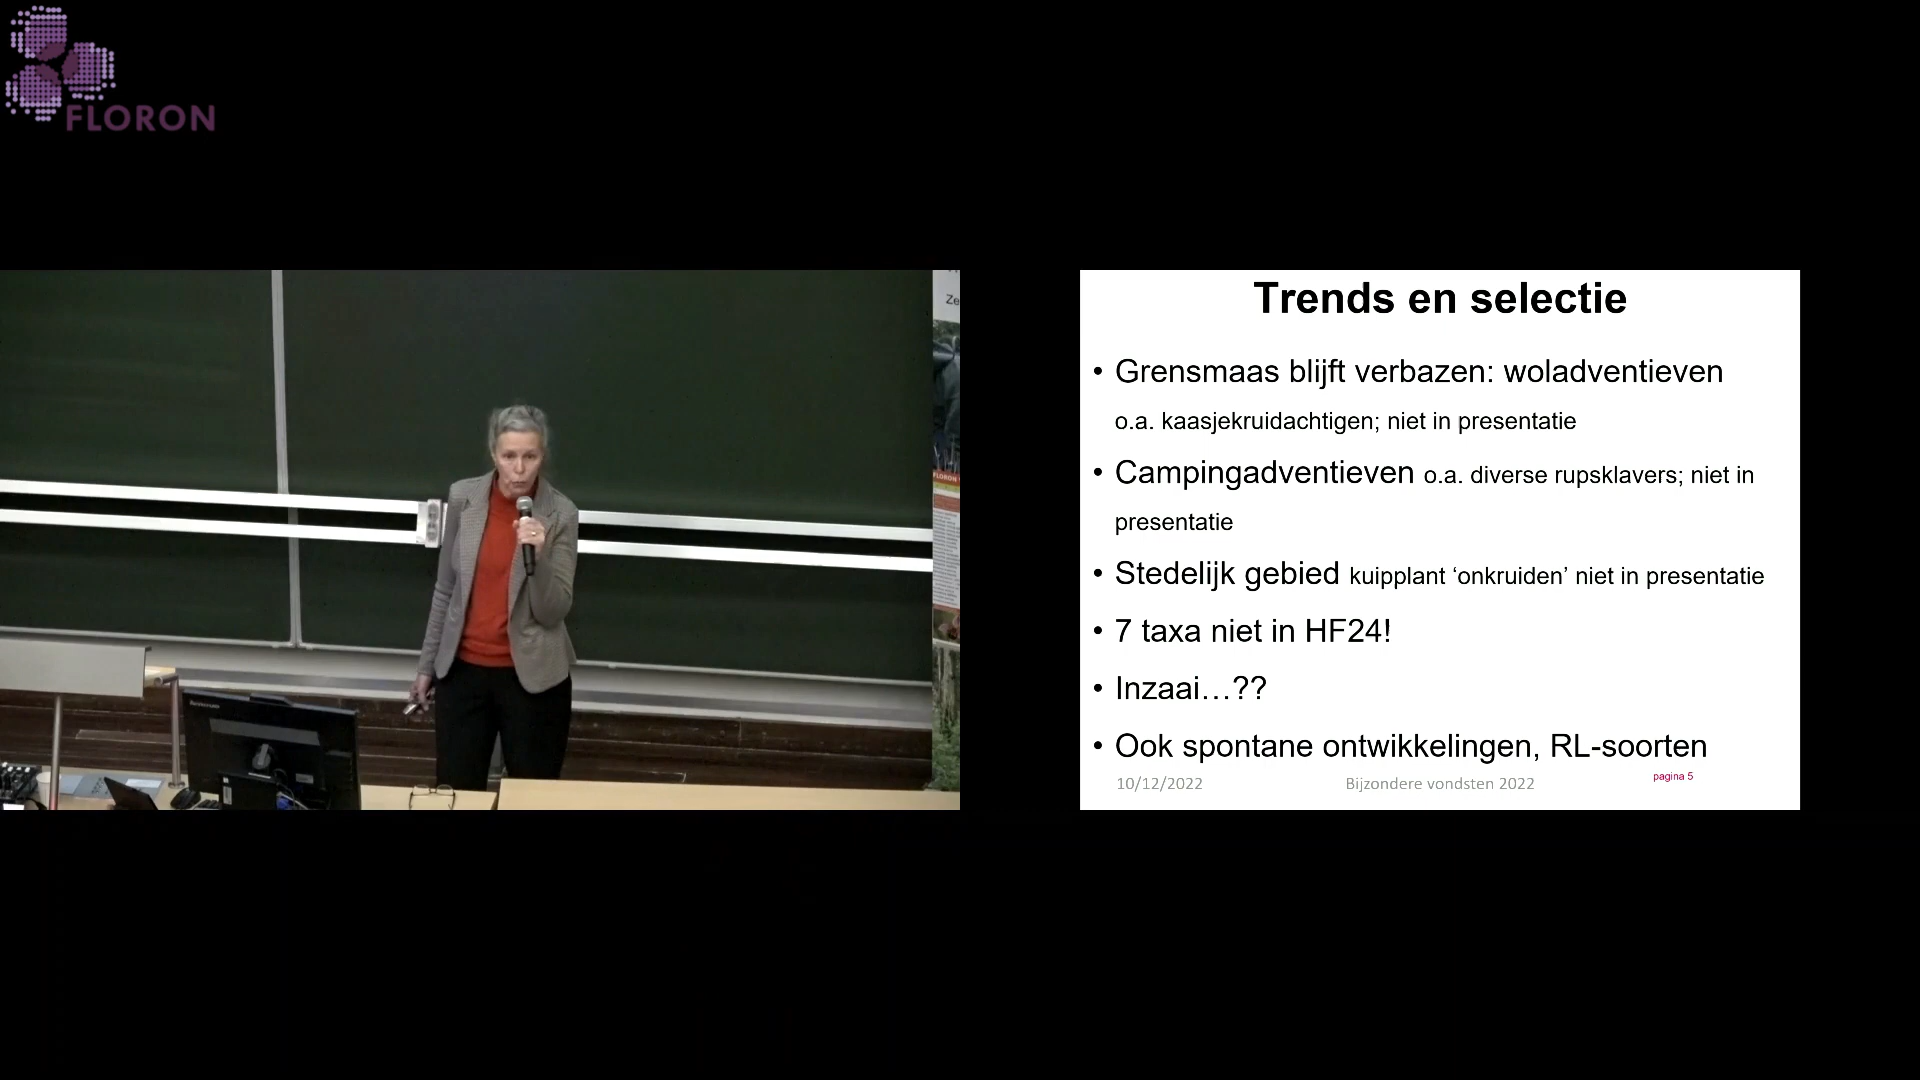 FLORON
Ze
lenovo
Trends en selectie
• Grensmaas blijft verbazen: woladventieven
o.a. kaasjekruidachtigen; niet in presentatie
• Campingadventieven o.a. diverse rupsklavers; niet in
presentatie
• Stedelijk gebied kuipplant ‘onkruiden’ niet in presentatie
• 7 taxa niet in HF24!
• Inzaai…??
• Ook spontane ontwikkelingen, RL-soorten
10/12/2022
Bijzondere vondsten 2022
pagina 5